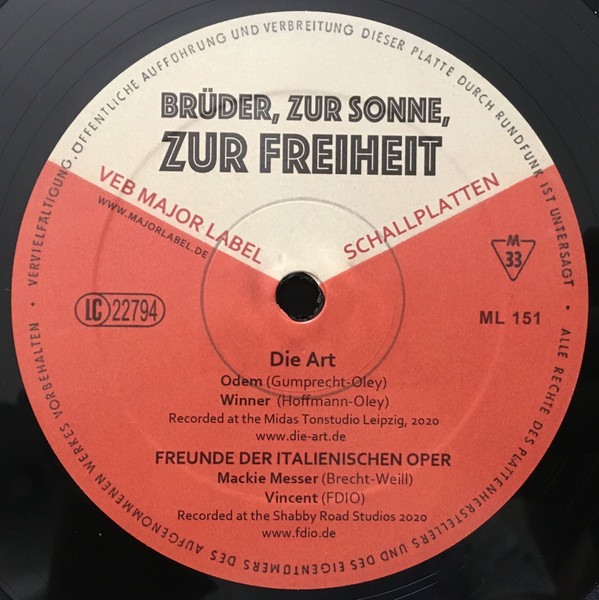 BRÜDER, ZUR SONNE,
ZUR FREIHEIT
VEB MAJOR LABEL
SCHALLPLATTEN
WWW.MAJORLABEL.DE
M
33
LC 22794
ML 151
Die Art
Odem (Gumprecht-Oley)
Winner (Hoffmann-Oley)
Recorded at the Midas Tonstudio Leipzig, 2020
www.die-art.de
FREUNDE DER ITALIENISCHEN OPER
Mackie Messer (Brecht-Weill)
Vincent (FDIO)
Recorded at the Shabby Road Studios 2020
www.fdio.de
• ALLE RECHTE DES PLATTENHERSTELLERS UND DES EIGENTÜMERS DES AUFGENOMMENEN WERKES VORBEHALTEN • VERVIELFÄLTIGUNG, ÖFFENTLICHE AUFFÜHRUNG UND VERBREITUNG DIESER PLATTE DURCH RUNDFUNK IST UNTERSAGT